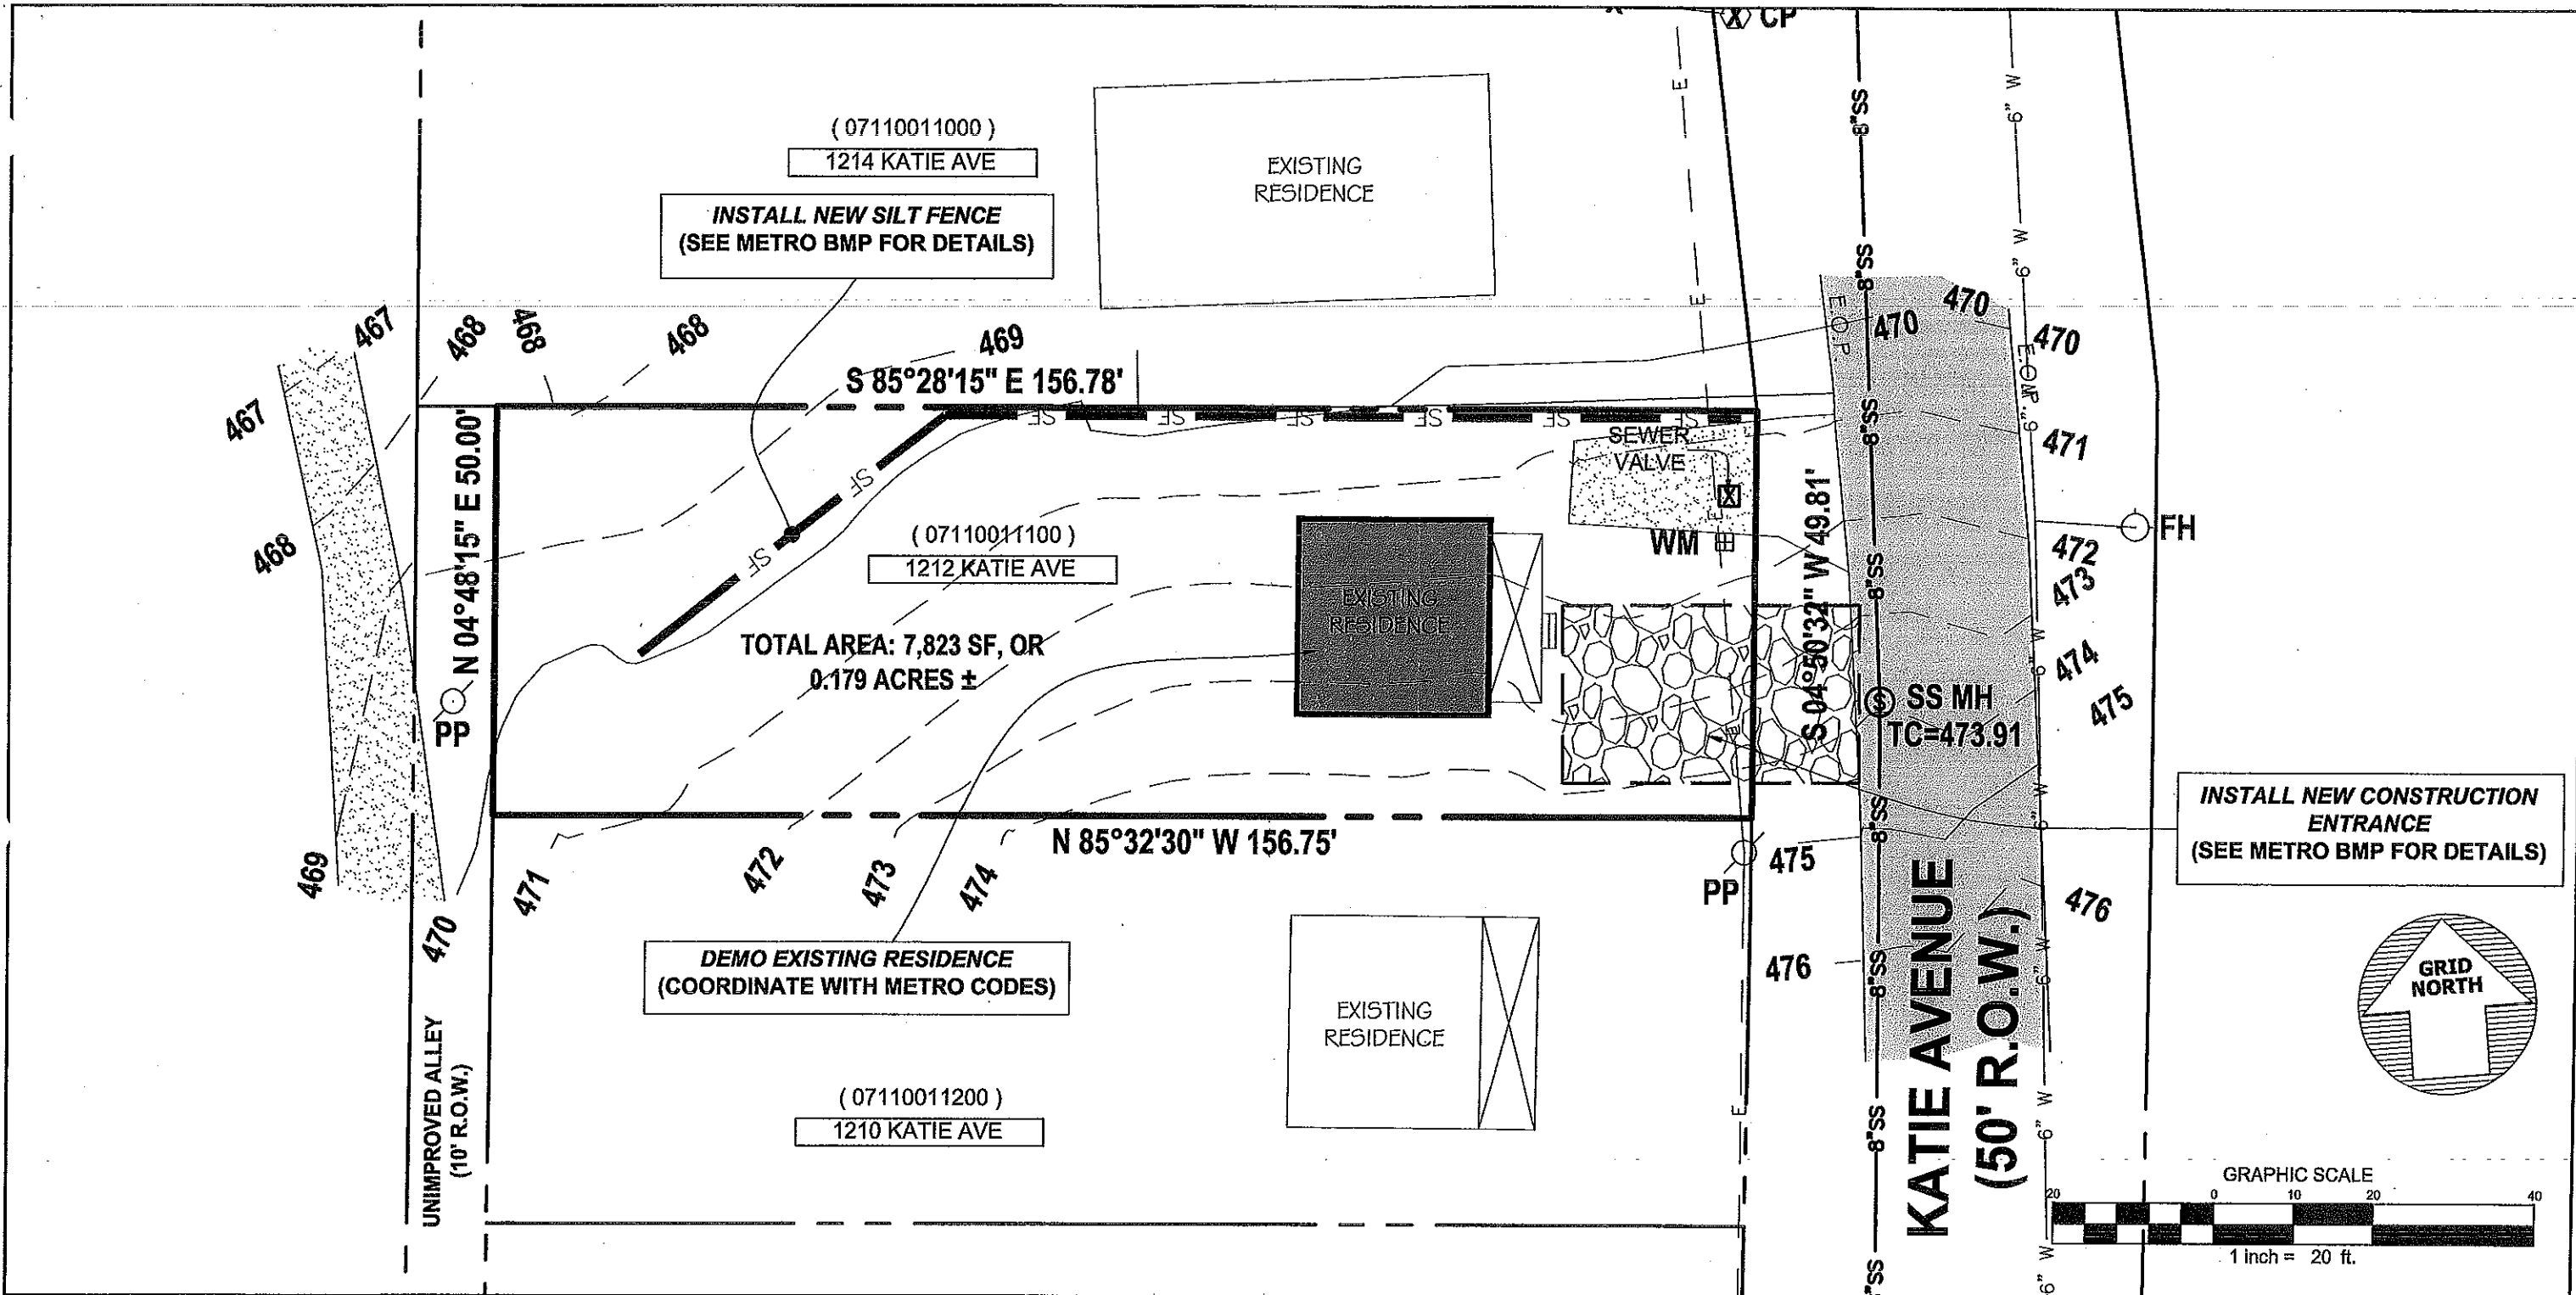 CP
( 07110011000 )
1214 KATIE AVE
INSTALL NEW SILT FENCE
(SEE METRO BMP FOR DETAILS)
EXISTING
RESIDENCE
E
E
E
8"SS
8"SS
8"SS
8"SS
8"SS
8"SS
8"SS
8"SS
W
6"
W
6"
467
468
468
468
469
470
470
470
E.O.P.
467
468
469
S 85°28'15" E 156.78'
N 04°48'15" E 50.00'
SF
SF
SF
SF
SF
SF
SF
SF
SEWER
VALVE
WM
( 07110011100 )
1212 KATIE AVE
EXISTING
RESIDENCE
TOTAL AREA: 7,823 SF, OR
0.179 ACRES ±
S 04°50'32" W 49.81'
471
472
473
474
475
476
FH
SS MH
TC=473.91
PP
N 85°32'30" W 156.75'
470
471
472
473
474
475
476
PP
INSTALL NEW CONSTRUCTION
ENTRANCE
(SEE METRO BMP FOR DETAILS)
DEMO EXISTING RESIDENCE
(COORDINATE WITH METRO CODES)
EXISTING
RESIDENCE
( 07110011200 )
1210 KATIE AVE
UNIMPROVED ALLEY
(10' R.O.W.)
KATIE AVENUE
(50' R.O.W.)
GRID
NORTH
GRAPHIC SCALE
20 0 10 20 40
1 inch = 20 ft.